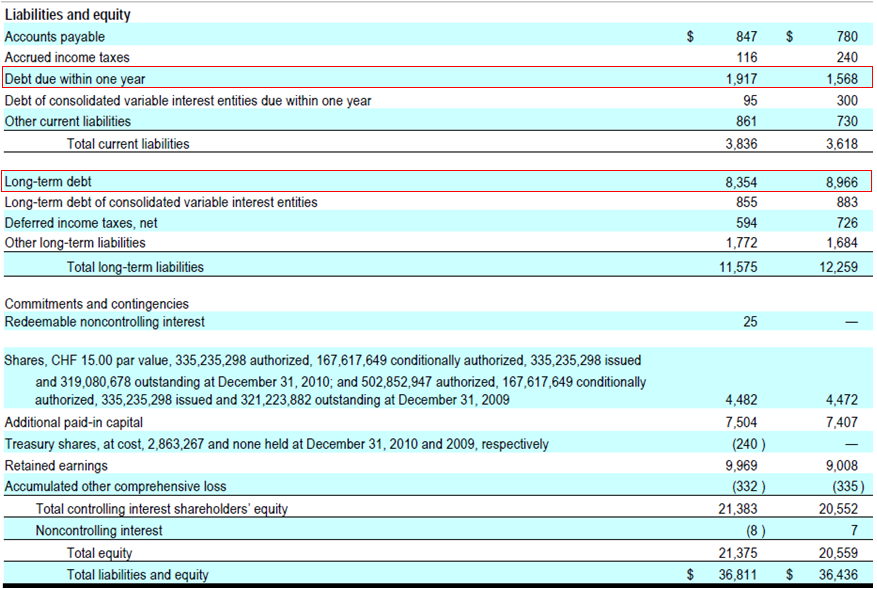 Liabilities and equity
Accounts payable $ 847 $ 780
Accrued income taxes 116 240
Debt due within one year 1,917 1,568
Debt of consolidated variable interest entities due within one year 95 300
Other current liabilities 861 730
Total current liabilities 3,836 3,618
Long-term debt 8,354 8,966
Long-term debt of consolidated variable interest entities 855 883
Deferred income taxes, net 594 726
Other long-term liabilities 1,772 1,684
Total long-term liabilities 11,575 12,259
Commitments and contingencies
Redeemable noncontrolling interest 25 —
Shares, CHF 15.00 par value, 335,235,298 authorized, 167,617,649 conditionally authorized, 335,235,298 issued
and 319,080,678 outstanding at December 31, 2010; and 502,852,947 authorized, 167,617,649 conditionally
authorized, 335,235,298 issued and 321,223,882 outstanding at December 31, 2009 4,482 4,472
Additional paid-in capital 7,504 7,407
Treasury shares, at cost, 2,863,267 and none held at December 31, 2010 and 2009, respectively (240 ) —
Retained earnings 9,969 9,008
Accumulated other comprehensive loss (332 ) (335 )
Total controlling interest shareholders' equity 21,383 20,552
Noncontrolling interest (8 ) 7
Total equity 21,375 20,559
Total liabilities and equity $ 36,811 $ 36,436